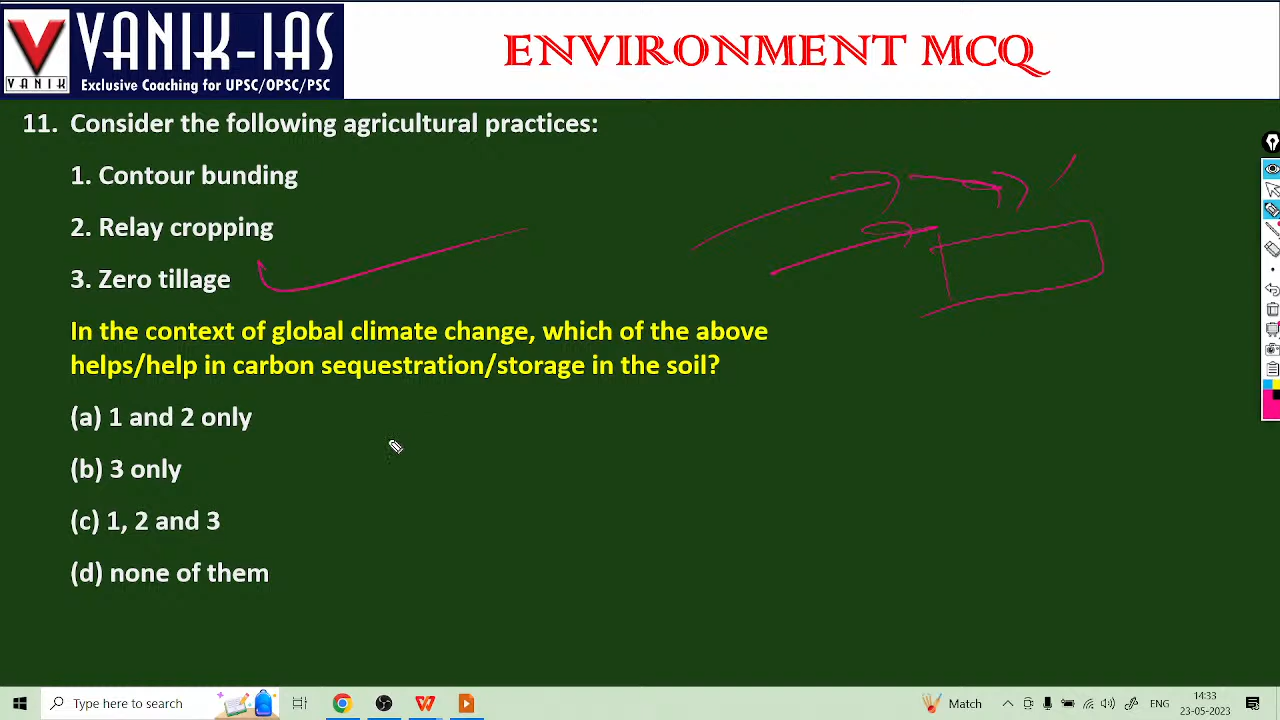 VANIK-IAS
VANIK
Exclusive Coaching for UPSC/OPSC/PSC
ENVIRONMENT MCQ
11. Consider the following agricultural practices:
1. Contour bunding
2. Relay cropping
3. Zero tillage
In the context of global climate change, which of the above
helps/help in carbon sequestration/storage in the soil?
(a) 1 and 2 only
(b) 3 only
(c) 1, 2 and 3
(d) none of them
Type here to search
Match
ENG
14:33
23-05-2023